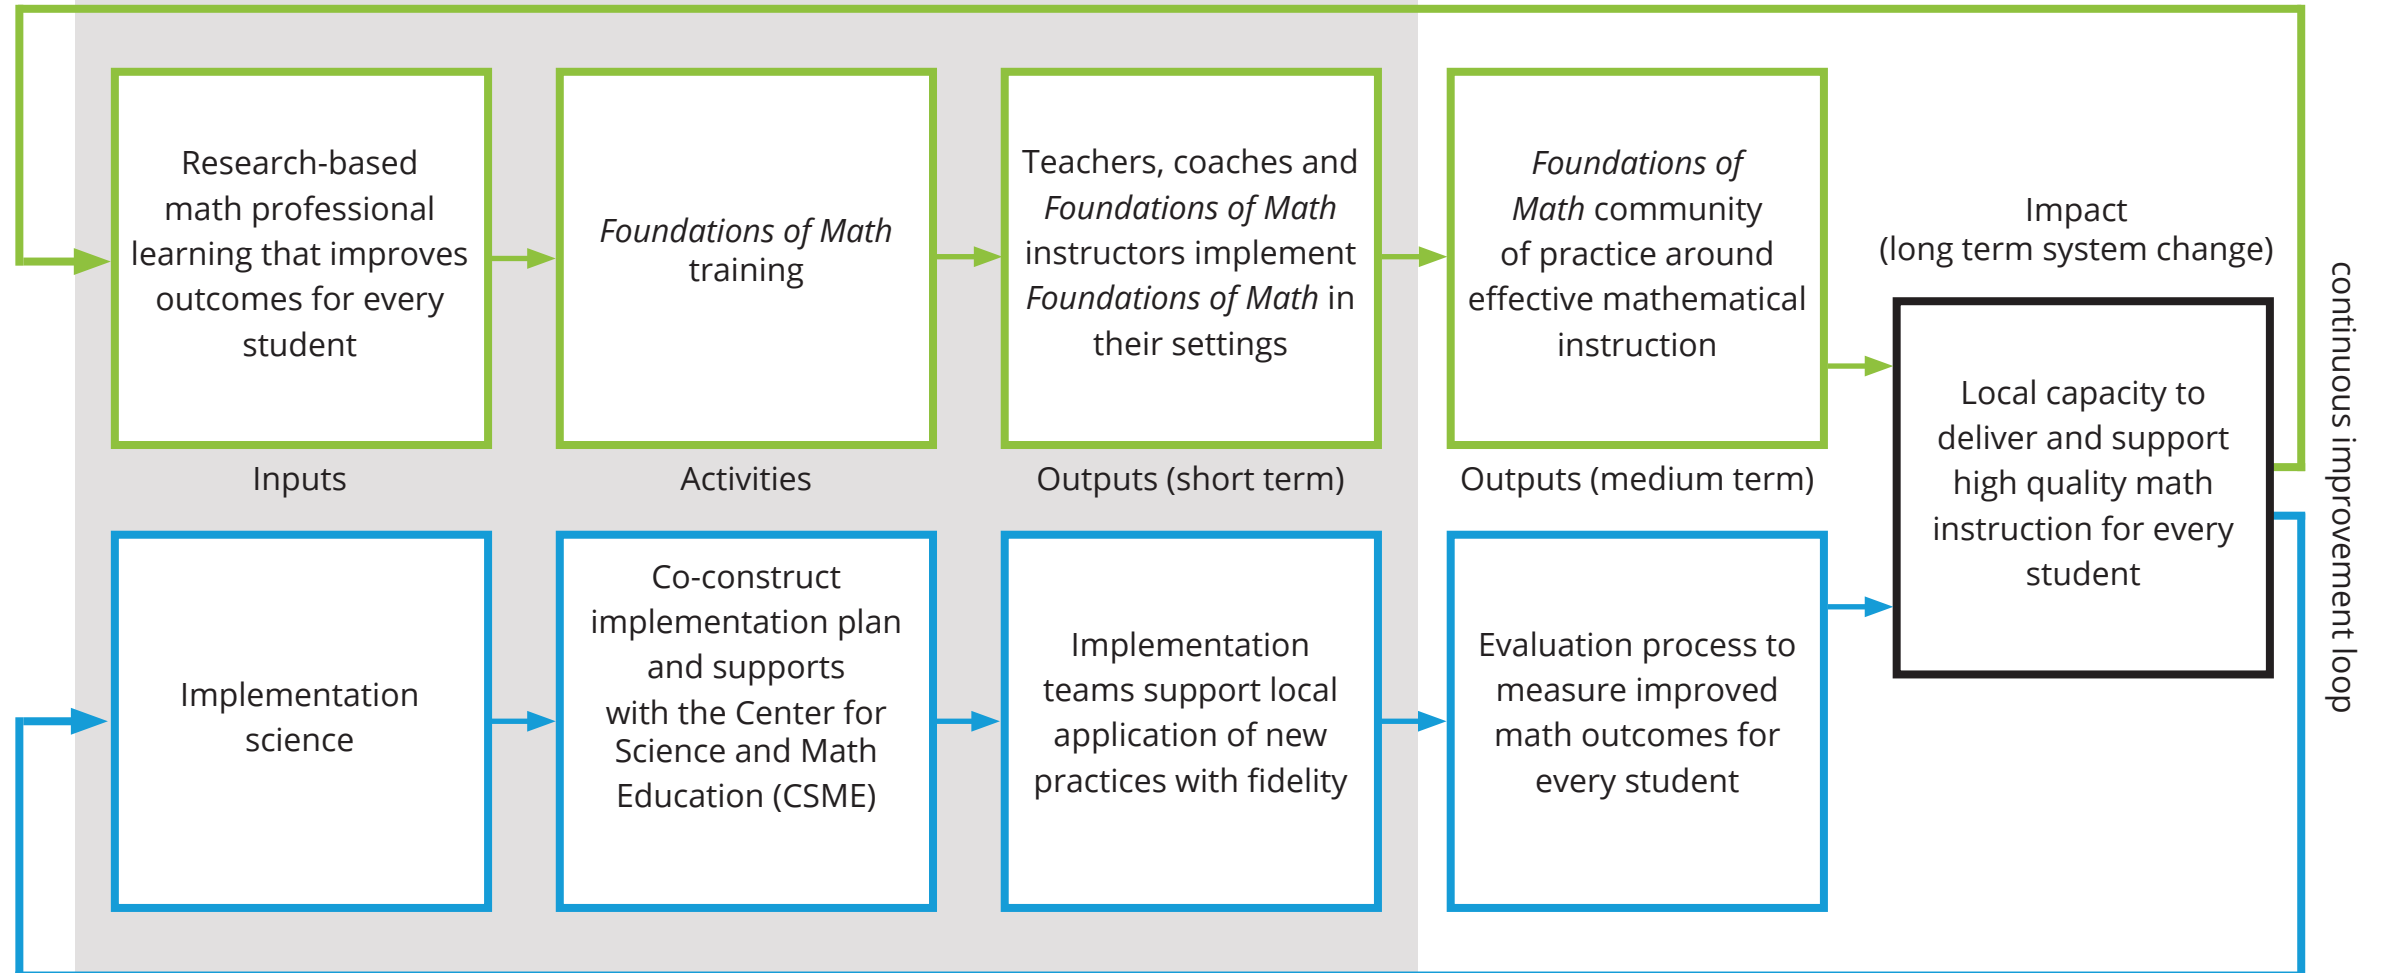 Research-based
math professional
learning that improves
outcomes for every
student
Foundations of Math
training
Teachers, coaches and
Foundations of Math
instructors implement
Foundations of Math in
their settings
Foundations of
Math community
of practice around
effective mathematical
instruction
Impact
(long term system change)
Local capacity to
deliver and support
high quality math
instruction for every
student
continuous improvement loop
Inputs
Activities
Outputs (short term)
Outputs (medium term)
Implementation
science
Co-construct
implementation plan
and supports
with the Center for
Science and Math
Education (CSME)
Implementation
teams support local
application of new
practices with fidelity
Evaluation process to
measure improved
math outcomes for
every student